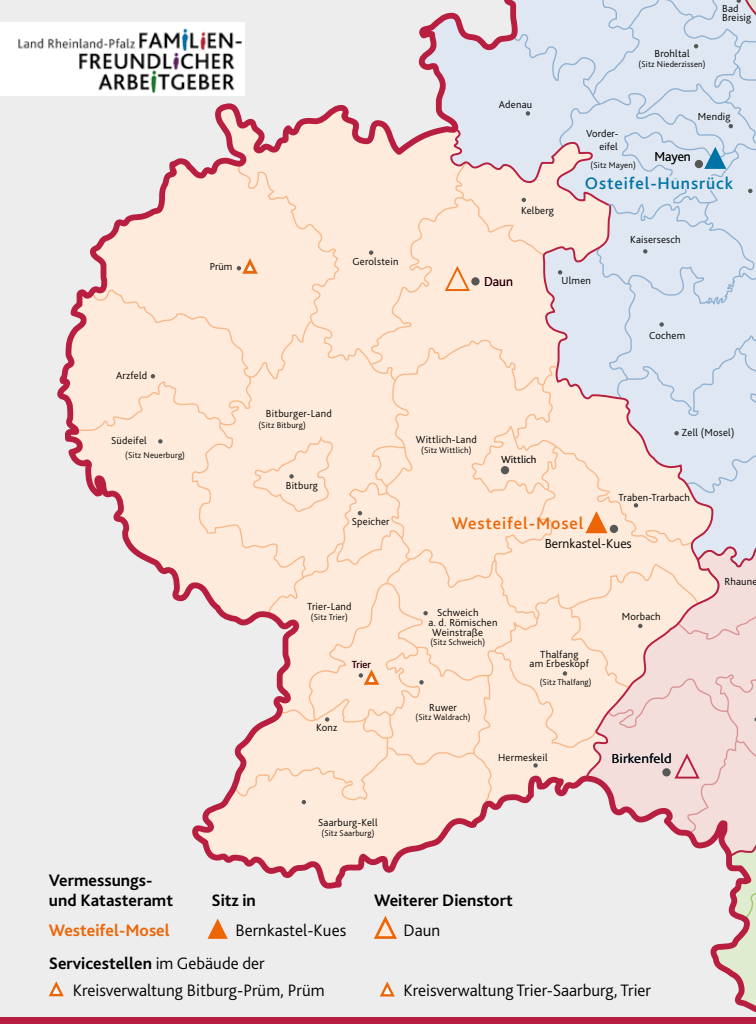 Land Rheinland-Pfalz FAMiLiEN-
FREUNDLiCHER
ARBEiTGEBER
Bad
Breisig
Brohltal
(Sitz Niederzissen)
Adenau
Mendig
Vorder-
eifel
(Sitz Mayen)
Mayen
Osteifel-Hunsrück
Kelberg
Kaisersesch
Gerolstein
Prüm
Daun
Ulmen
Cochem
Arzfeld
Bitburger-Land
(Sitz Bitburg)
Zell (Mosel)
Südeifel
(Sitz Neuerburg)
Wittlich-Land
(Sitz Wittlich)
Wittlich
Bitburg
Traben-Trarbach
Speicher
Westeifel-Mosel
Bernkastel-Kues
Rhaune
Trier-Land
(Sitz Trier)
Schweich
a. d. Römischen
Weinstraße
(Sitz Schweich)
Morbach
Thalfang
am Erbeskopf
(Sitz Thalfang)
Trier
Ruwer
(Sitz Waldrach)
Konz
Hermeskeil
Birkenfeld
Saarburg-Kell
(Sitz Saarburg)
Vermessungs-
und Katasteramt
Sitz in
Weiterer Dienstort
Westeifel-Mosel
Bernkastel-Kues
Daun
Servicestellen im Gebäude der
Kreisverwaltung Bitburg-Prüm, Prüm
Kreisverwaltung Trier-Saarburg, Trier